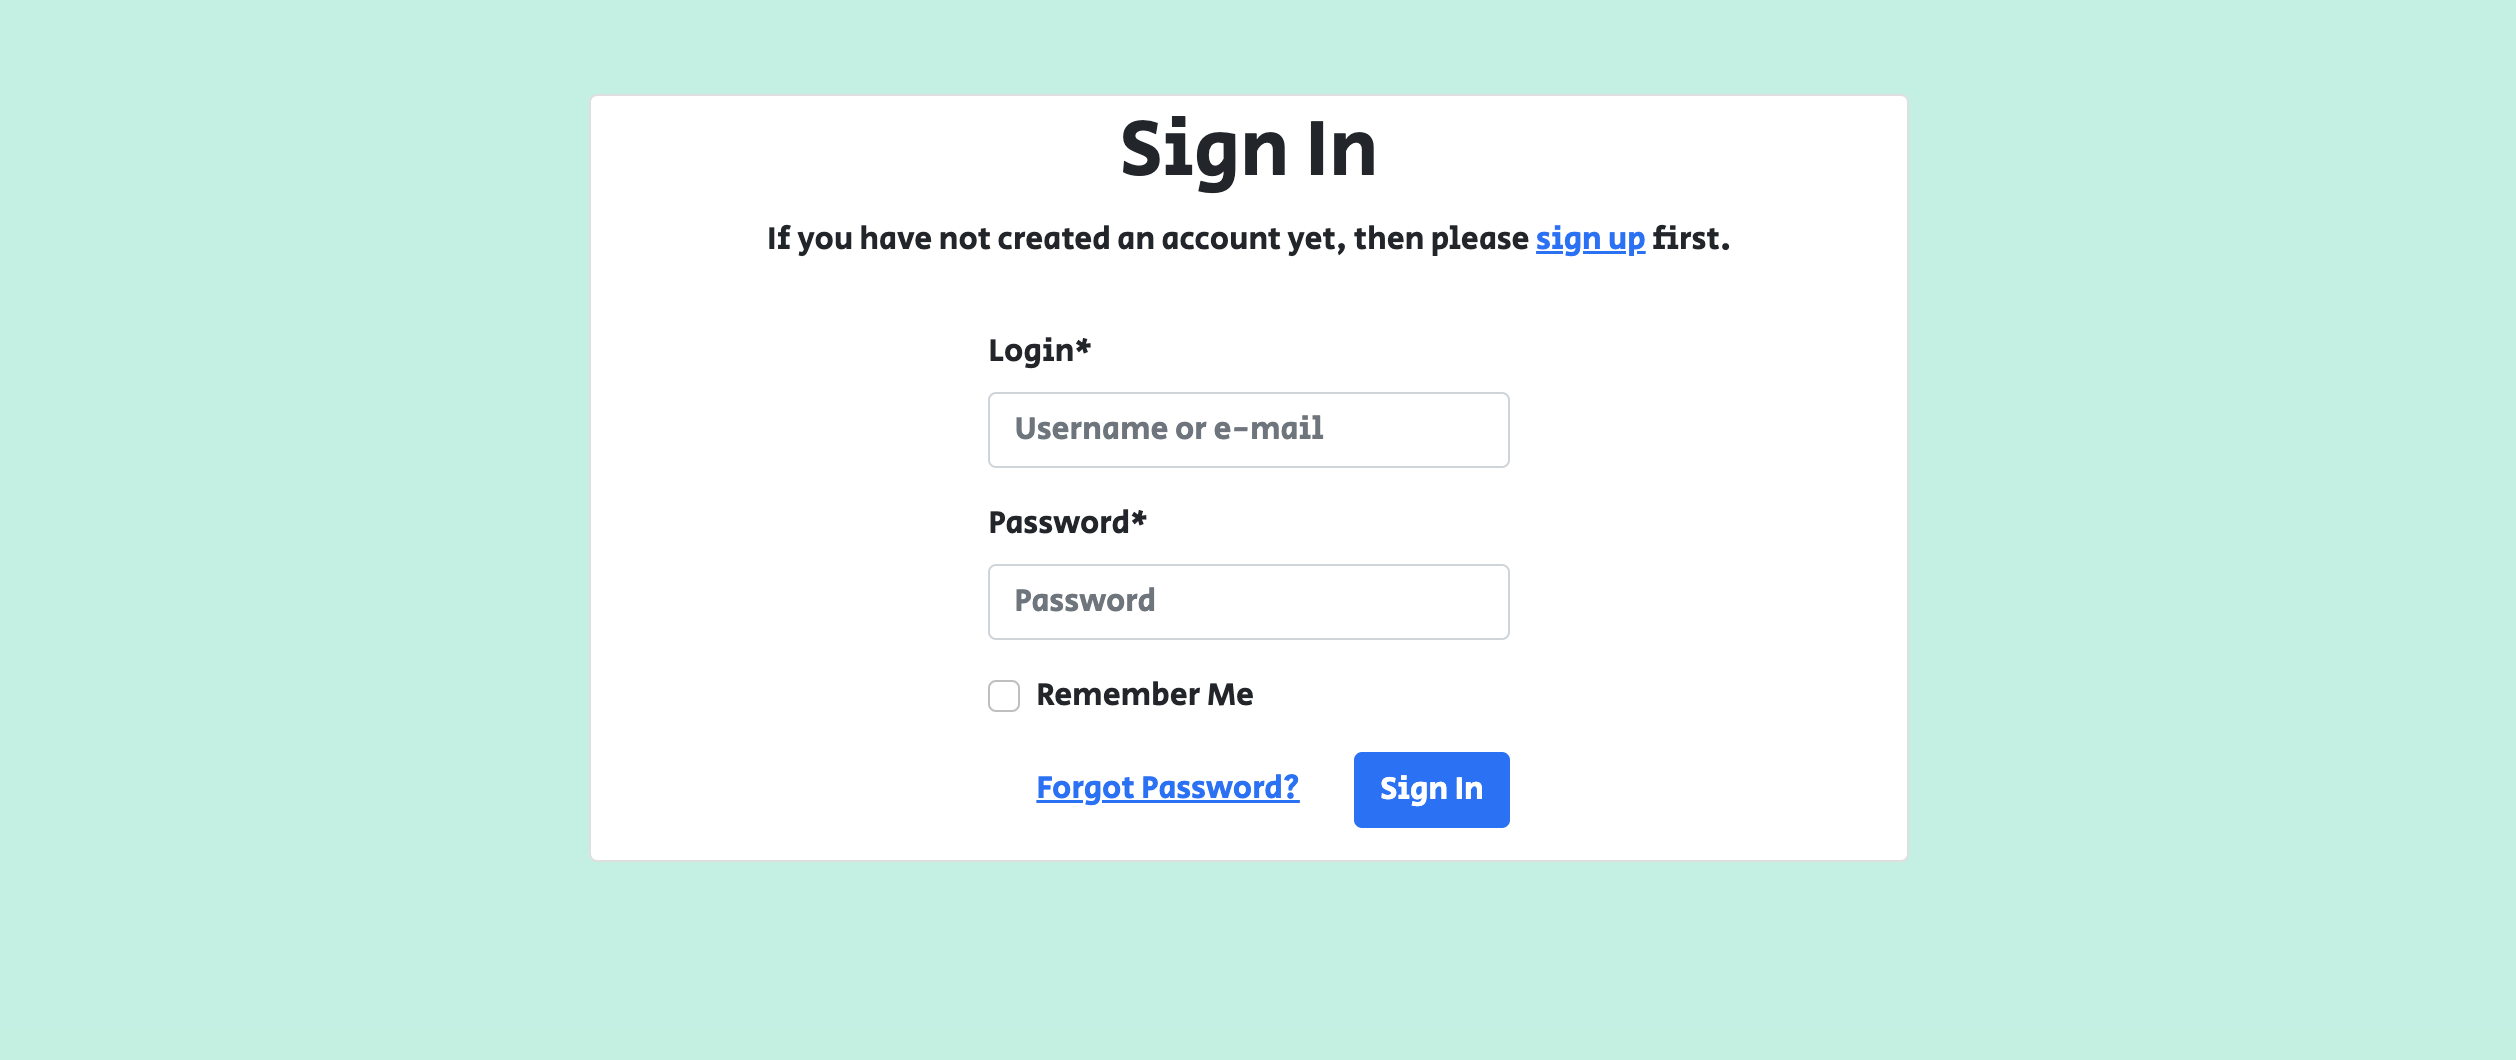 Sign In
If you have not created an account yet, then please sign up first.
Login*
Username or e-mail
Password*
Password
Remember Me
Forgot Password? Sign In